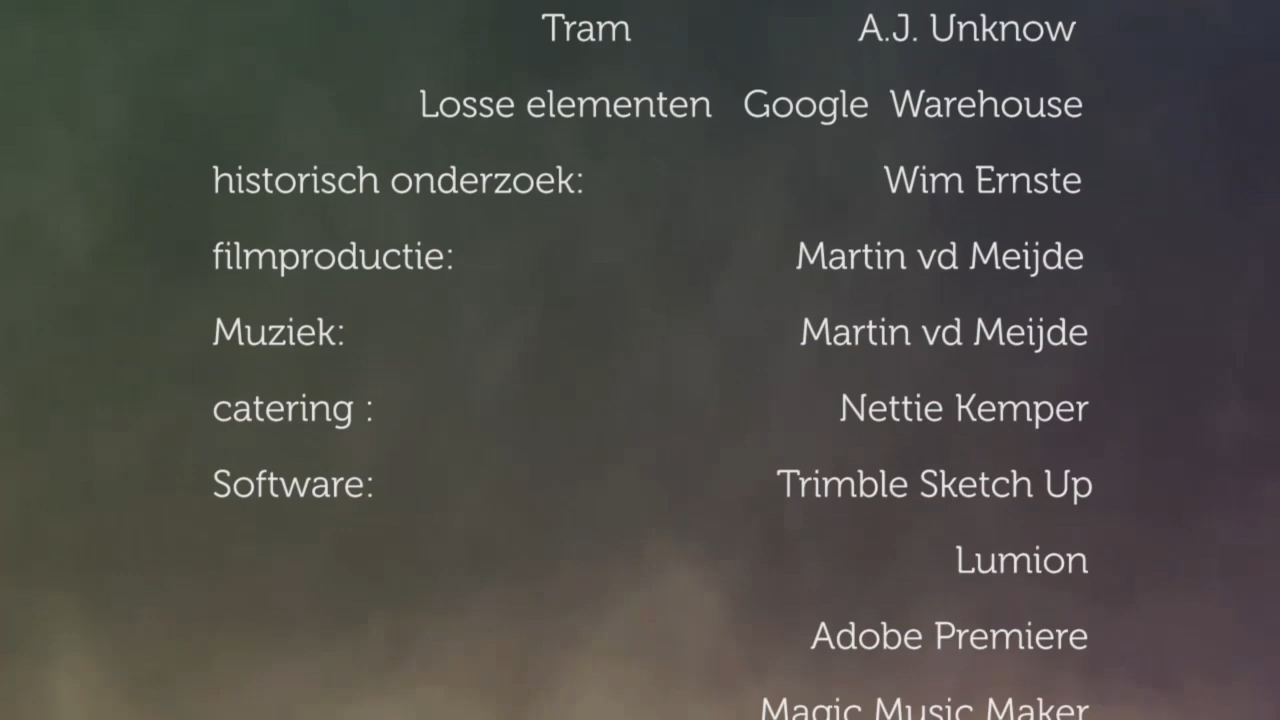 Tram A.J. Unknow
Losse elementen Google Warehouse
historisch onderzoek: Wim Ernste
filmproductie: Martin vd Meijde
Muziek: Martin vd Meijde
catering : Nettie Kemper
Software: Trimble Sketch Up
Lumion
Adobe Premiere
Magic Music Maker